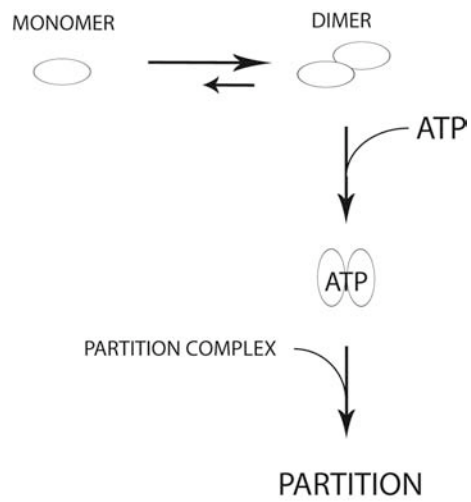 MONOMER
DIMER
ATP
ATP
PARTITION COMPLEX
PARTITION